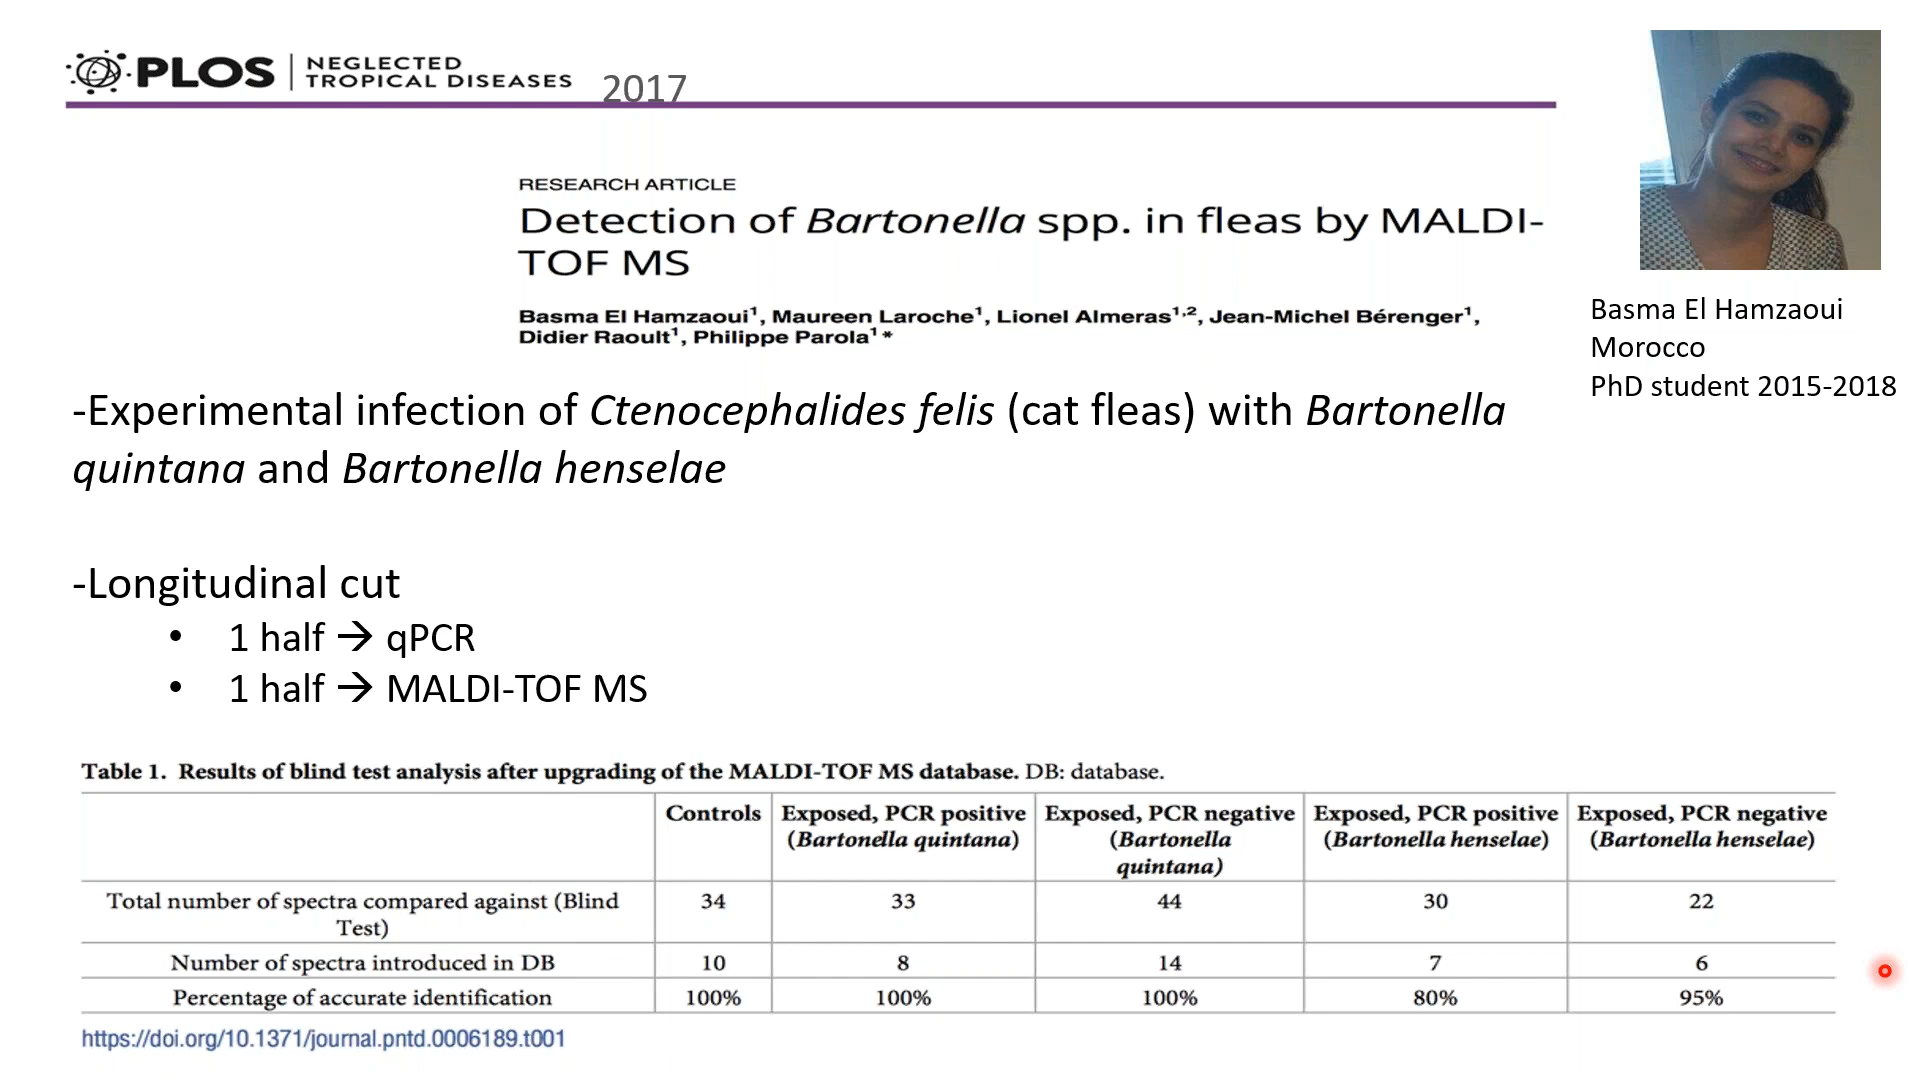 PLOS | NEGLECTED
TROPICAL DISEASES
2017
RESEARCH ARTICLE
Detection of Bartonella spp. in fleas by MALDI-
TOF MS
Basma El Hamzaoui1, Maureen Laroche1, Lionel Almeras1,2, Jean-Michel Bérenger1,
Didier Raoult1, Philippe Parola1*
Basma El Hamzaoui
Morocco
PhD student 2015-2018
-Experimental infection of Ctenocephalides felis (cat fleas) with Bartonella
quintana and Bartonella henselae
-Longitudinal cut
• 1 half → qPCR
• 1 half → MALDI-TOF MS
Table 1. Results of blind test analysis after upgrading of the MALDI-TOF MS database. DB: database.
Controls | Exposed, PCR positive (Bartonella quintana) | Exposed, PCR negative (Bartonella quintana) | Exposed, PCR positive (Bartonella henselae) | Exposed, PCR negative (Bartonella henselae)
Total number of spectra compared against (Blind Test) | 34 | 33 | 44 | 30 | 22
Number of spectra introduced in DB | 10 | 8 | 14 | 7 | 6
Percentage of accurate identification | 100% | 100% | 100% | 80% | 95%
https://doi.org/10.1371/journal.pntd.0006189.t001